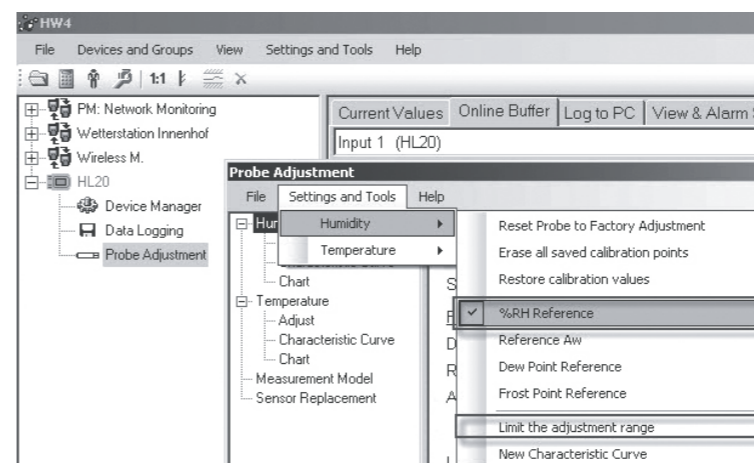 HW4
File Devices and Groups View Settings and Tools Help
1:1
PM: Network Monitoring
Wetterstation Innenhof
Wireless M.
HL20
Device Manager
Data Logging
Probe Adjustment
Current Values Online Buffer Log to PC View & Alarm
Input 1 (HL20)
Probe Adjustment
File Settings and Tools Help
Hur
Humidity
Temperature
Characteristic Curve
Chart
Temperature
Adjust
Characteristic Curve
Chart
Measurement Model
Sensor Replacement
Reset Probe to Factory Adjustment
Erase all saved calibration points
Restore calibration values
%RH Reference
Reference Aw
Dew Point Reference
Frost Point Reference
Limit the adjustment range
New Characteristic Curve